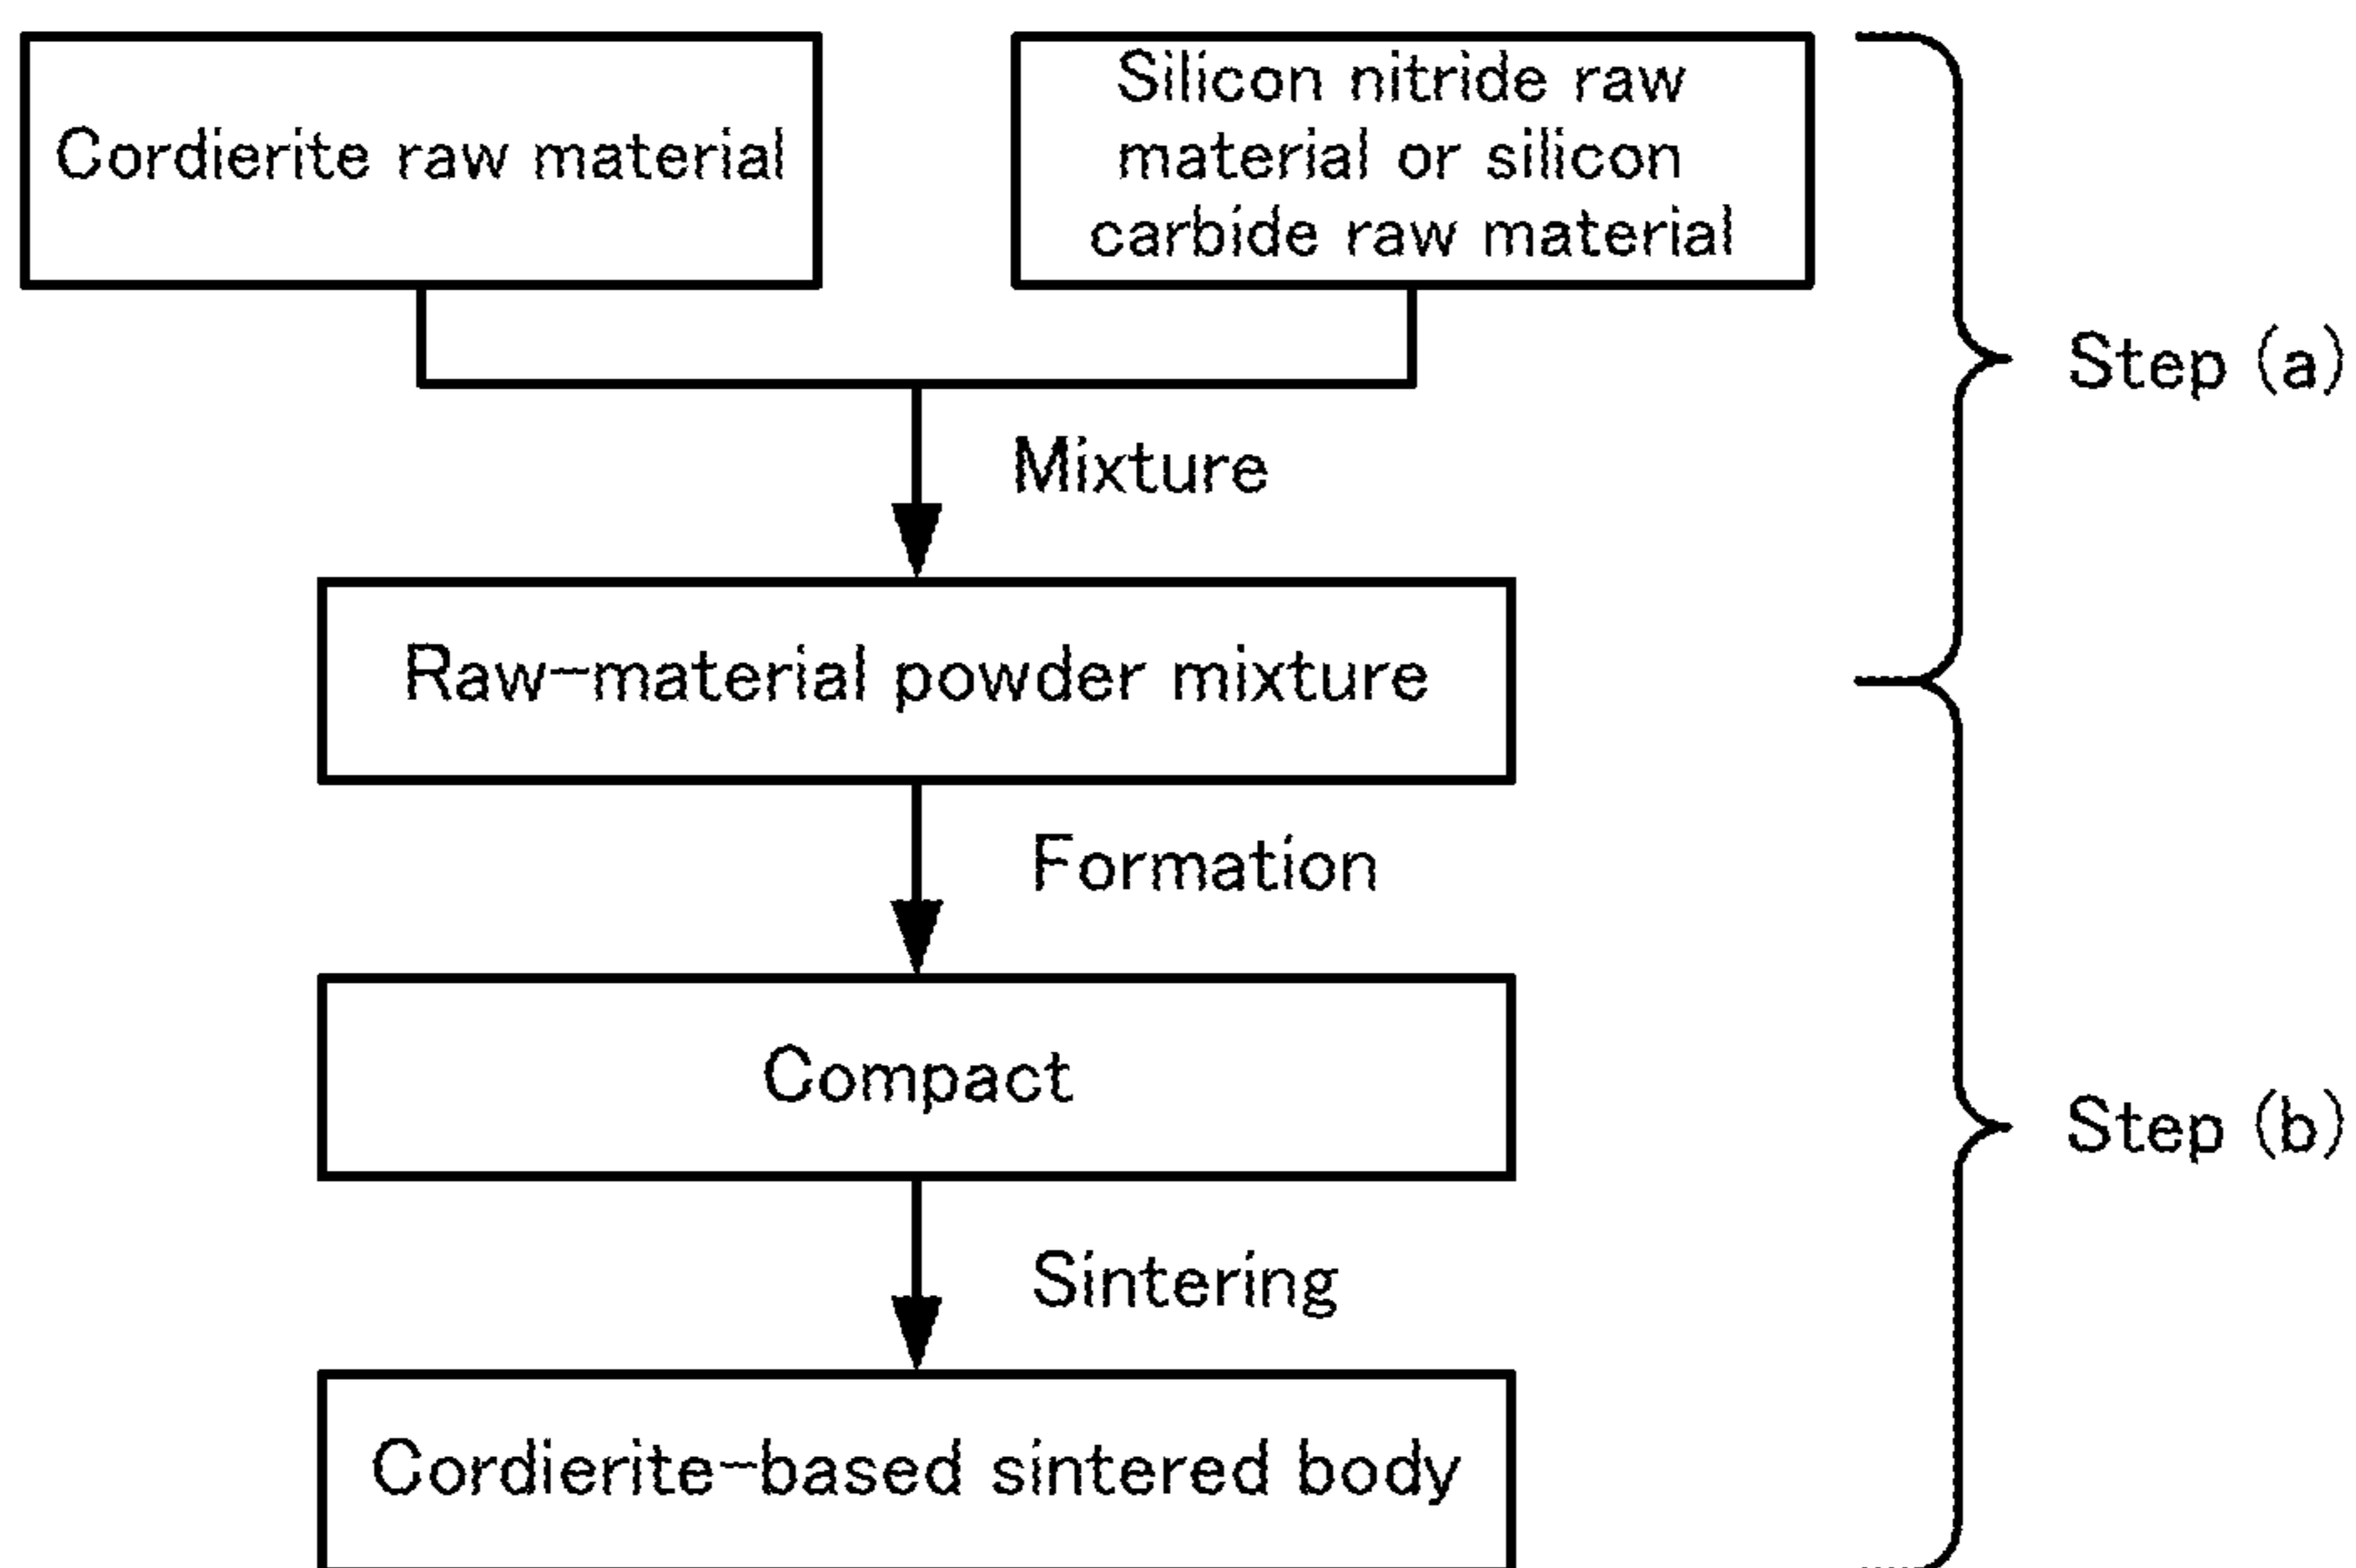 Cordierite raw material
Silicon nitride raw
material or silicon
carbide raw material
Step (a)
Mixture
Raw-material powder mixture
Formation
Compact
Step (b)
Sintering
Cordierite-based sintered body